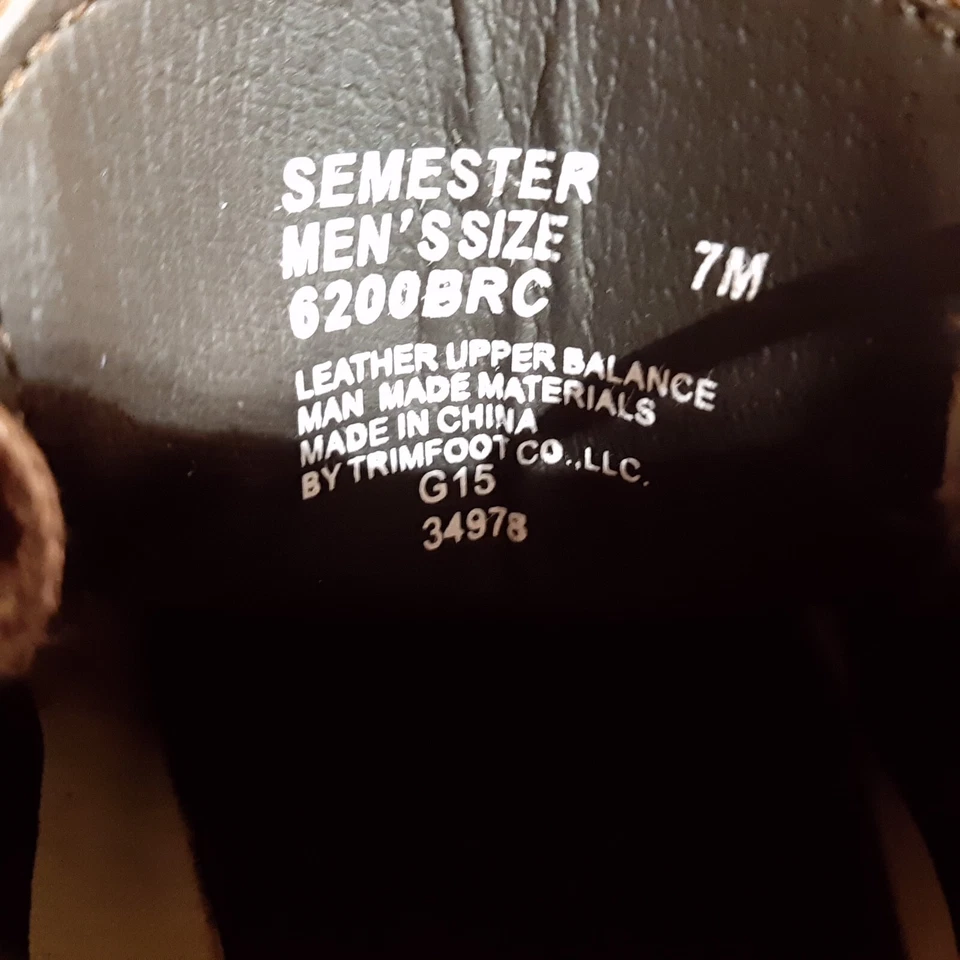 SEMESTER
MEN'S SIZE
6200BRC
7M
LEATHER UPPER BALANCE
MAN MADE MATERIALS
MADE IN CHINA
BY TRIMFOOT CO.,LLC.
G15
34978